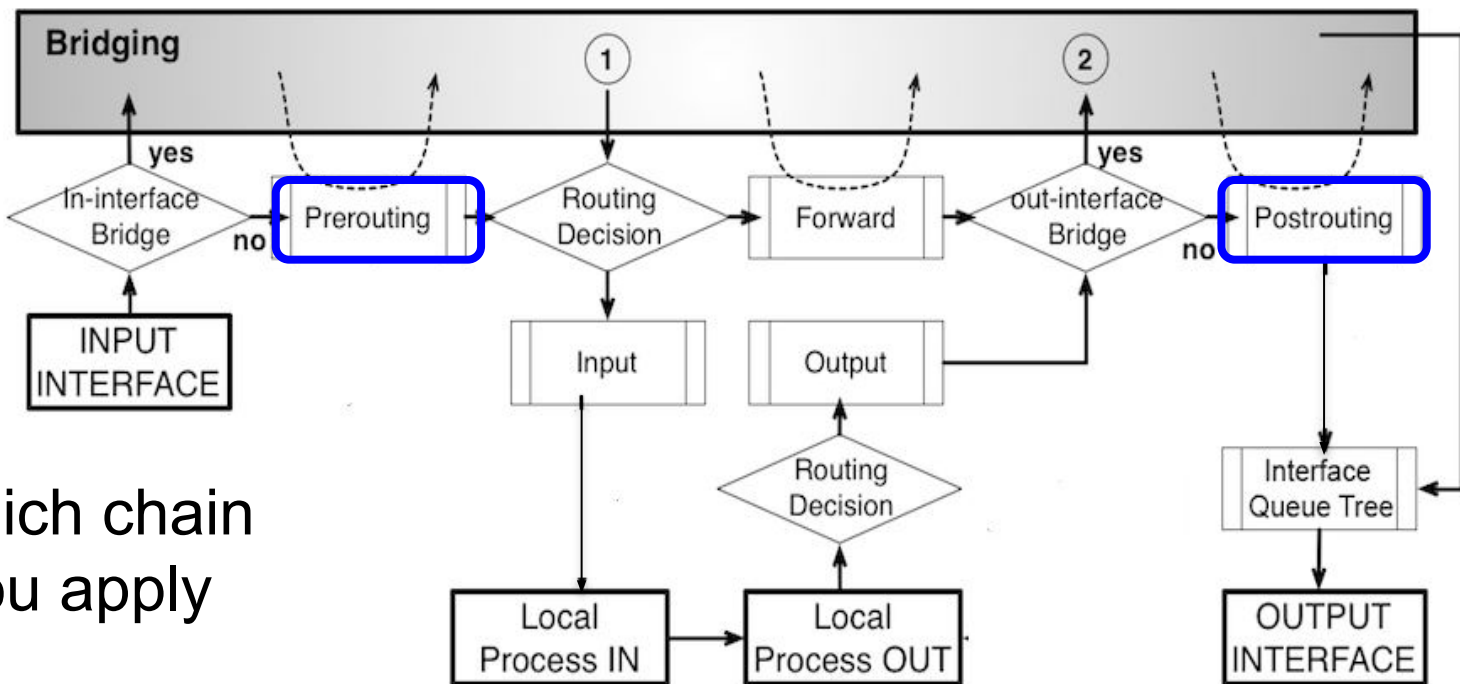 Bridging
1
2
yes
yes
In-interface
Bridge
no
Prerouting
Routing
Decision
Forward
out-interface
Bridge
no
Postrouting
INPUT
INTERFACE
Input
Output
Routing
Decision
Interface
Queue Tree
ich chain
ou apply
Local
Process IN
Local
Process OUT
OUTPUT
INTERFACE